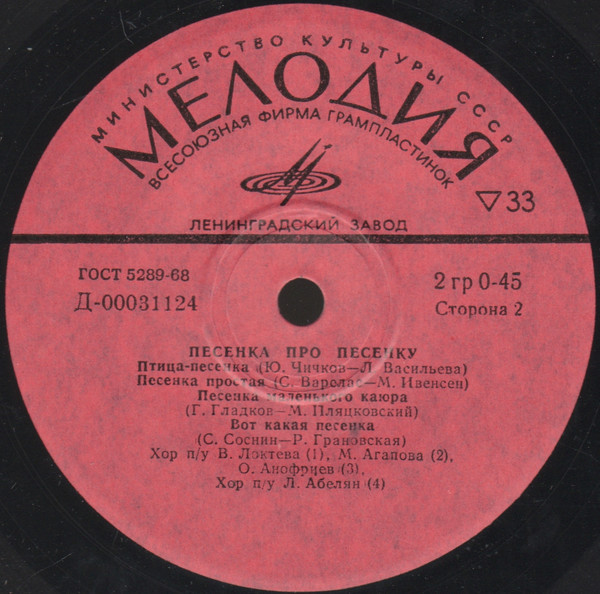 МИНИСТЕРСТВО КУЛЬТУРЫ СССР
МЕЛОДИЯ
ВСЕСОЮЗНАЯ ФИРМА ГРАМПЛАСТИНОК
▽33
ЛЕНИНГРАДСКИЙ ЗАВОД
ГОСТ 5289-68
2 гр 0-45
Д-00031124
Сторона 2
ПЕСЕНКА ПРО ПЕСЕНКУ
Птица-песенка (Ю. Чичков—Л. Васильева)
Песенка простая (С. Варелас—М. Ивенсен)
Песенка маленького каюра
(Г. Гладков—М. Пляцковский)
Вот какая песенка
(С. Соснин—Р. Грановская)
Хор п/у В. Локтева (1), М. Агапова (2),
О. Анофриев (3),
Хор п/у Л. Абелян (4)